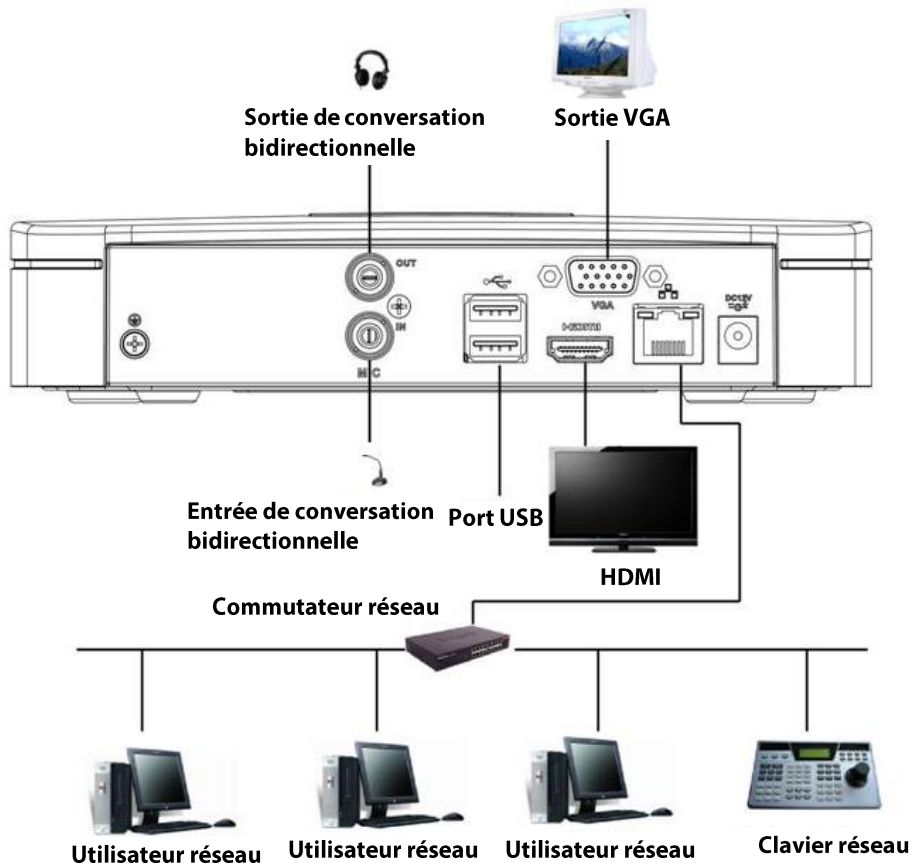 Sortie de conversation
bidirectionnelle
Sortie VGA
OUT
IN
MIC
VGA
HDMI
DC12V
Entrée de conversation
bidirectionnelle
Port USB
HDMI
Commutateur réseau
Utilisateur réseau
Utilisateur réseau
Utilisateur réseau
Clavier réseau